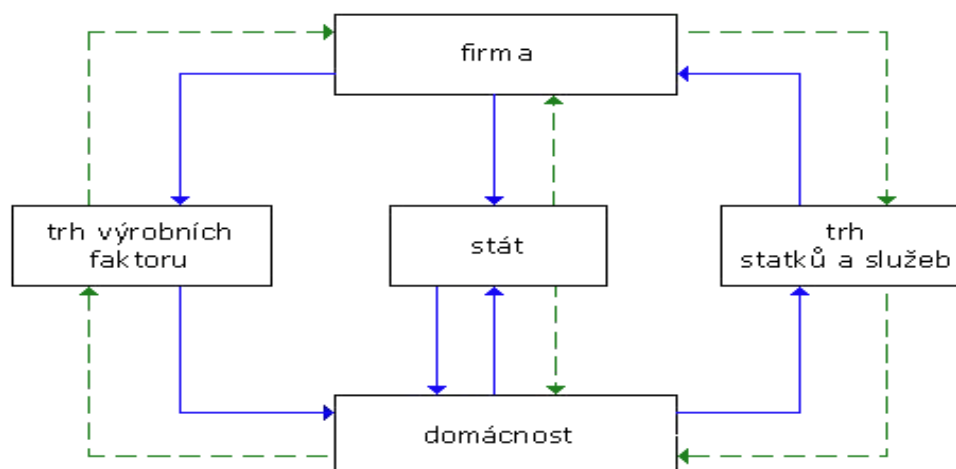 firma
trh výrobních
faktoru
stát
trh
statků a služeb
domácnost